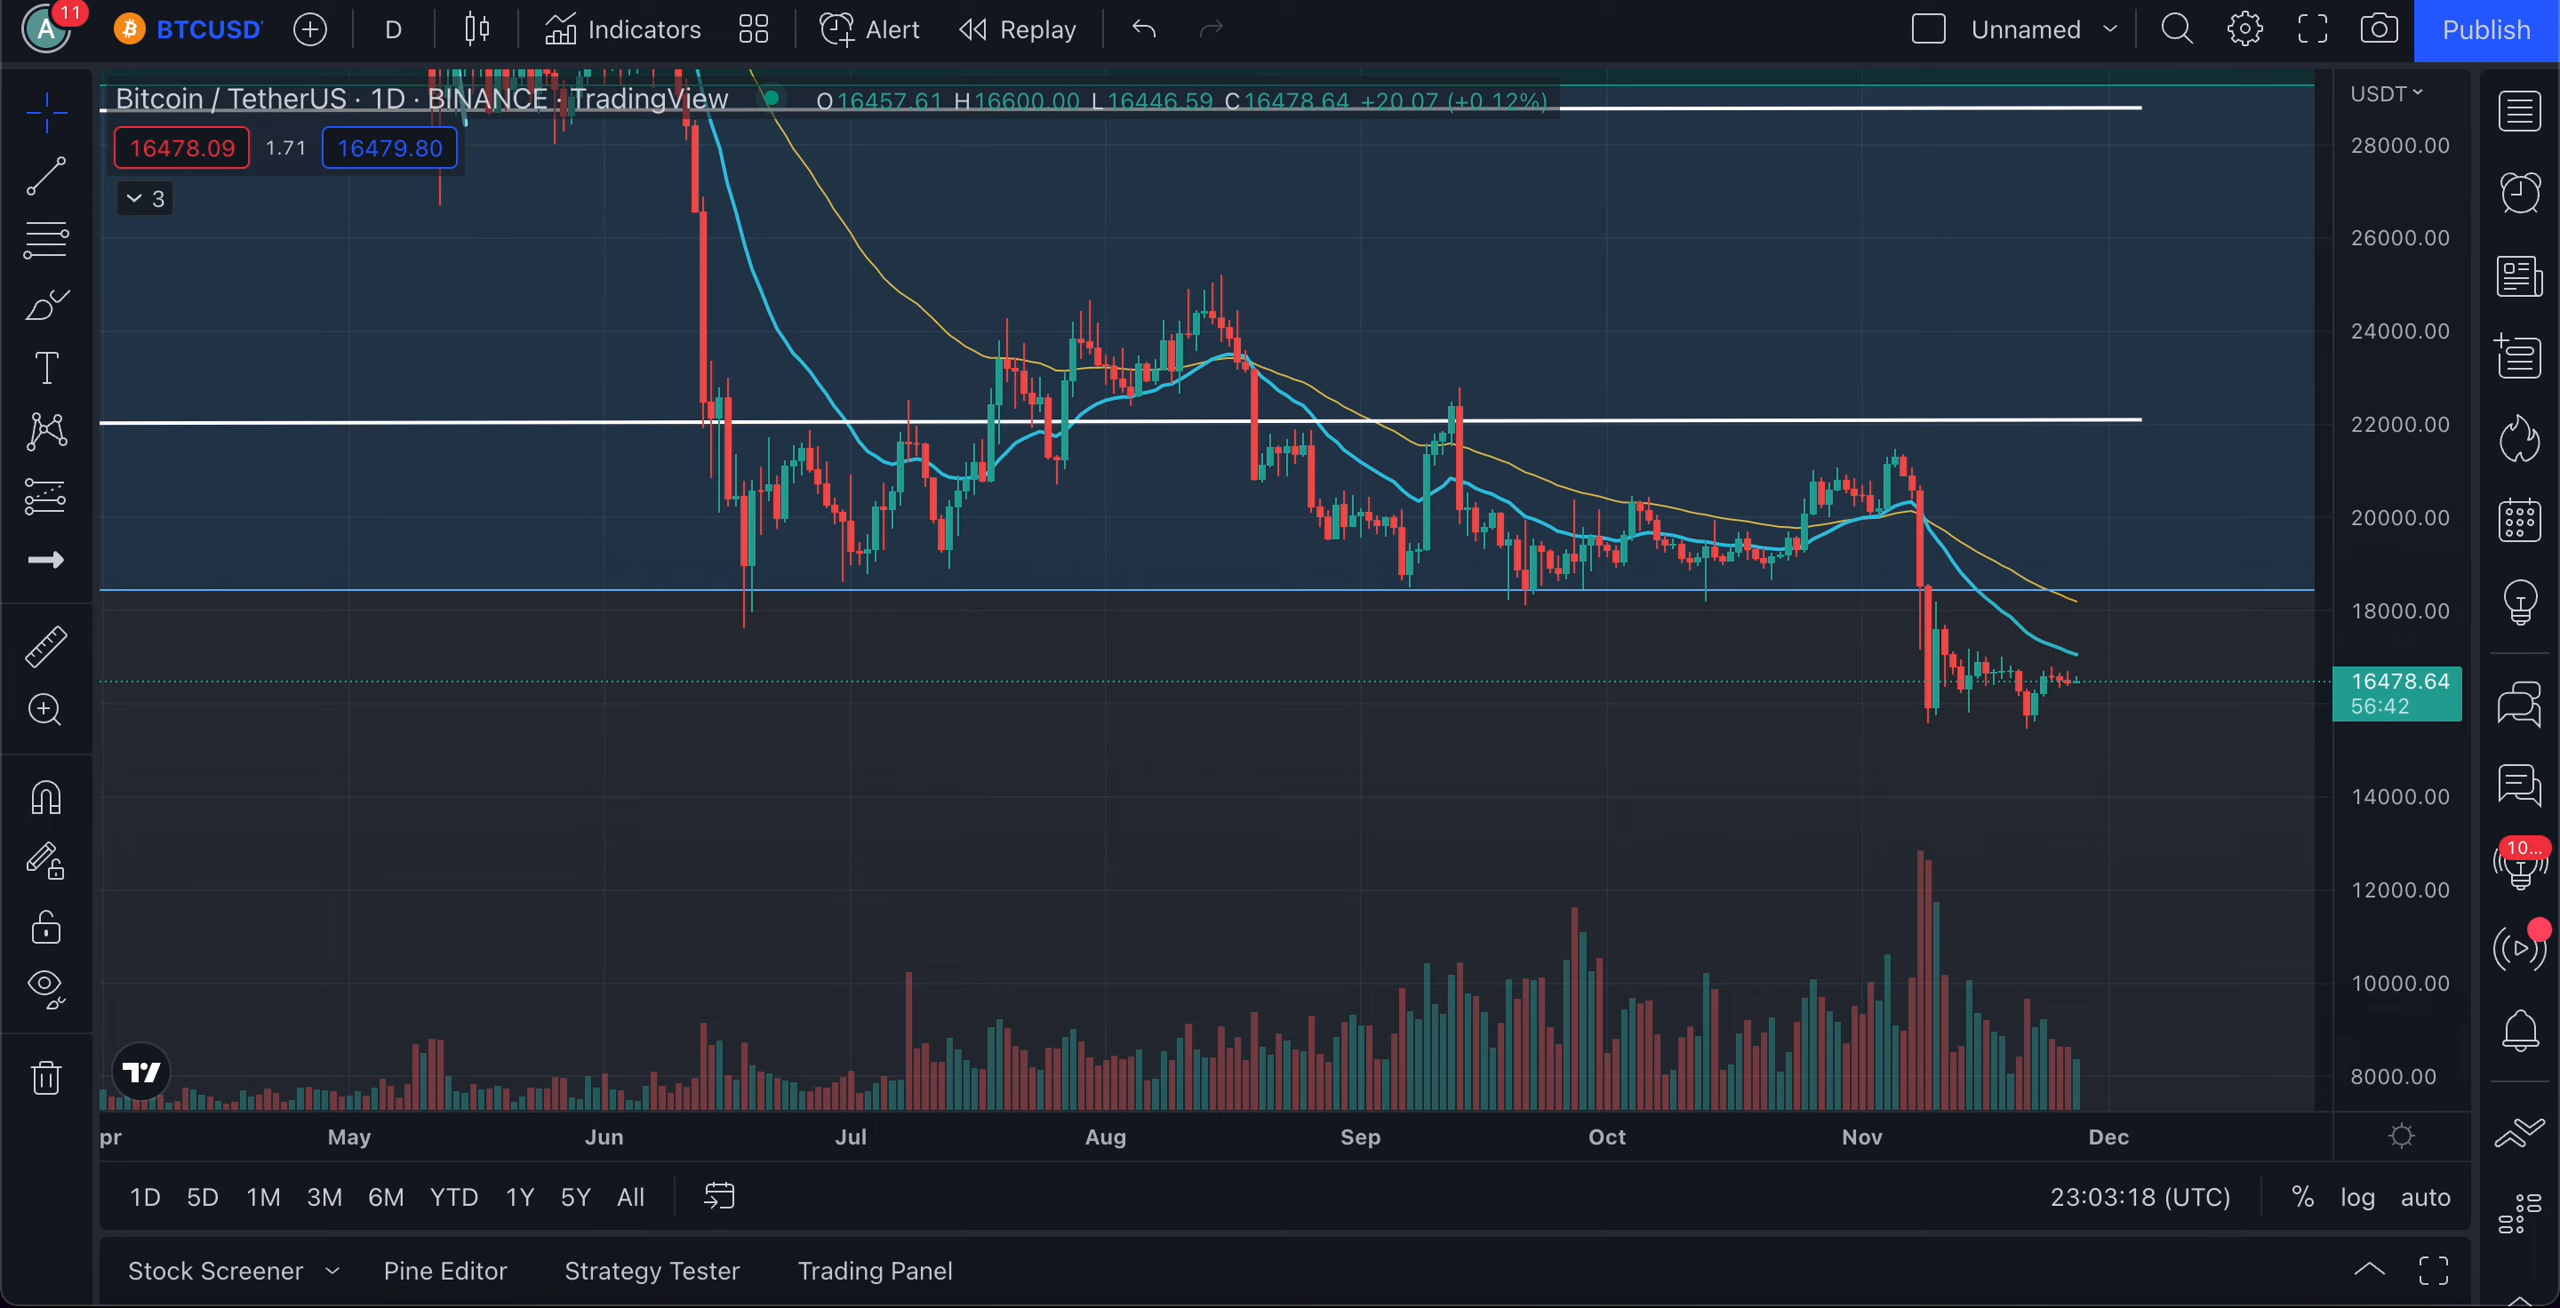 A 11 BTCUSD D Indicators Alert Replay Unnamed Publish
Bitcoin / TetherUS · 1D · BINANCE · TradingView O16457.61 H16600.00 L16446.59 C16478.64 +20.07 (+0.12%)
16478.09 1.71 16479.80
3
USDT
28000.00
26000.00
24000.00
22000.00
20000.00
18000.00
16478.64
56:42
14000.00
12000.00
10000.00
8000.00
10...
pr May Jun Jul Aug Sep Oct Nov Dec
1D 5D 1M 3M 6M YTD 1Y 5Y All 23:03:18 (UTC) % log auto
Stock Screener Pine Editor Strategy Tester Trading Panel